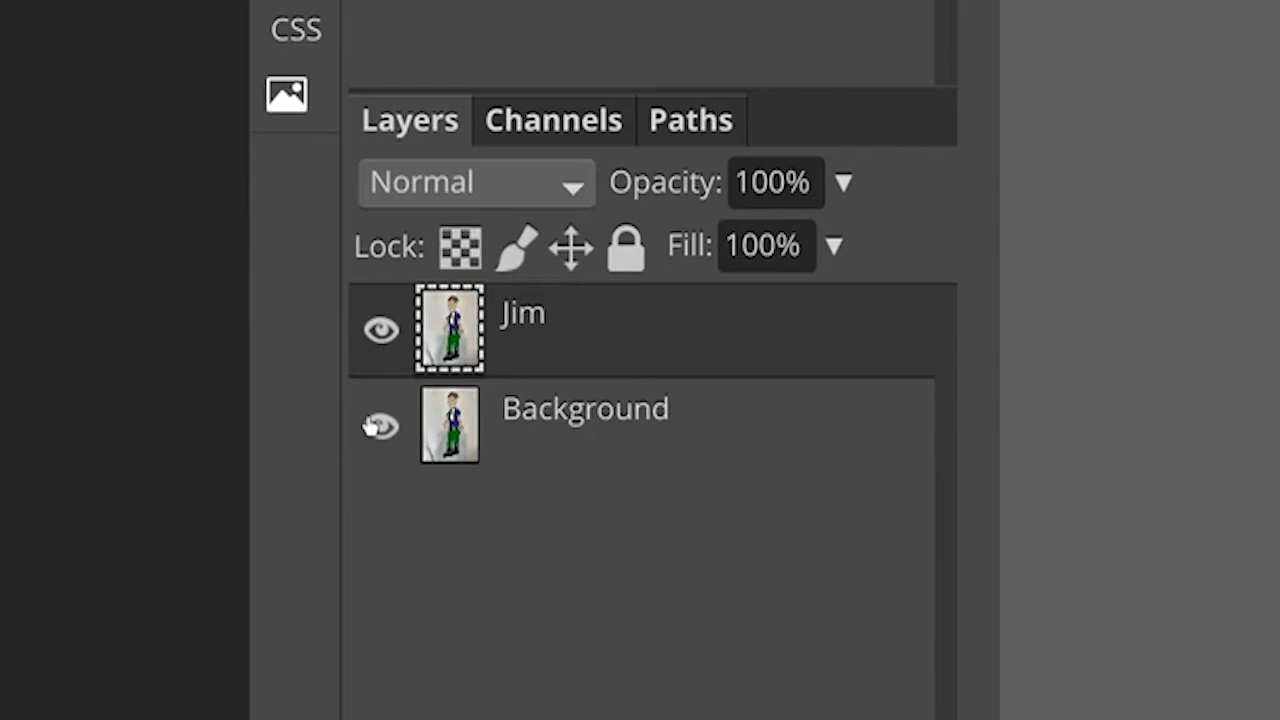 CSS
Layers Channels Paths
Normal Opacity: 100%
Lock: Fill: 100%
Jim
Background